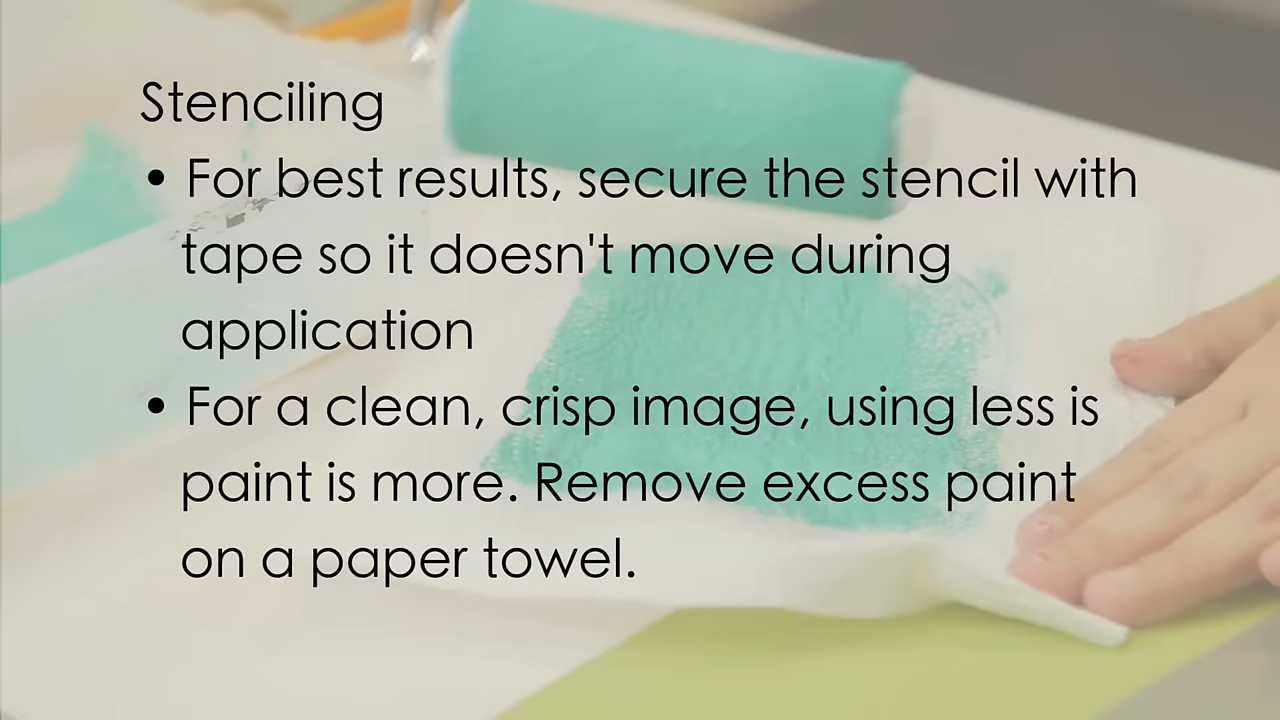 Stenciling
• For best results, secure the stencil with
tape so it doesn't move during
application
• For a clean, crisp image, using less is
paint is more. Remove excess paint
on a paper towel.